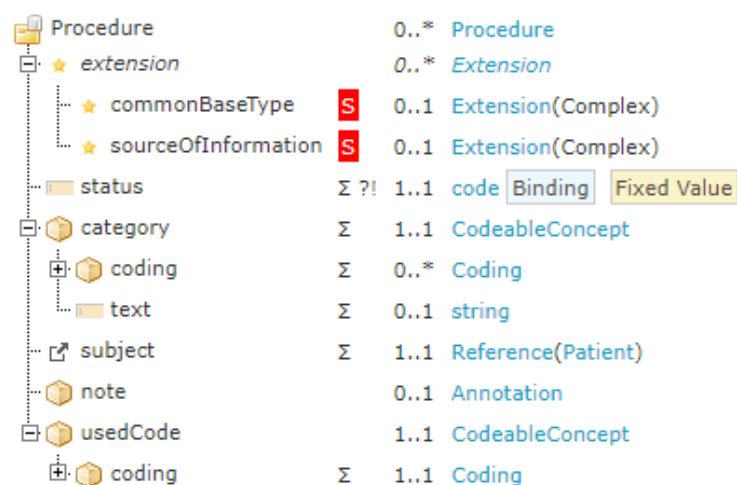 Procedure 0..* Procedure
extension 0..* Extension
commonBaseType S 0..1 Extension(Complex)
sourceOfInformation S 0..1 Extension(Complex)
status Σ ?! 1..1 code Binding Fixed Value
category Σ 1..1 CodeableConcept
coding Σ 0..* Coding
text Σ 0..1 string
subject Σ 1..1 Reference(Patient)
note 0..1 Annotation
usedCode 1..1 CodeableConcept
coding Σ 1..1 Coding